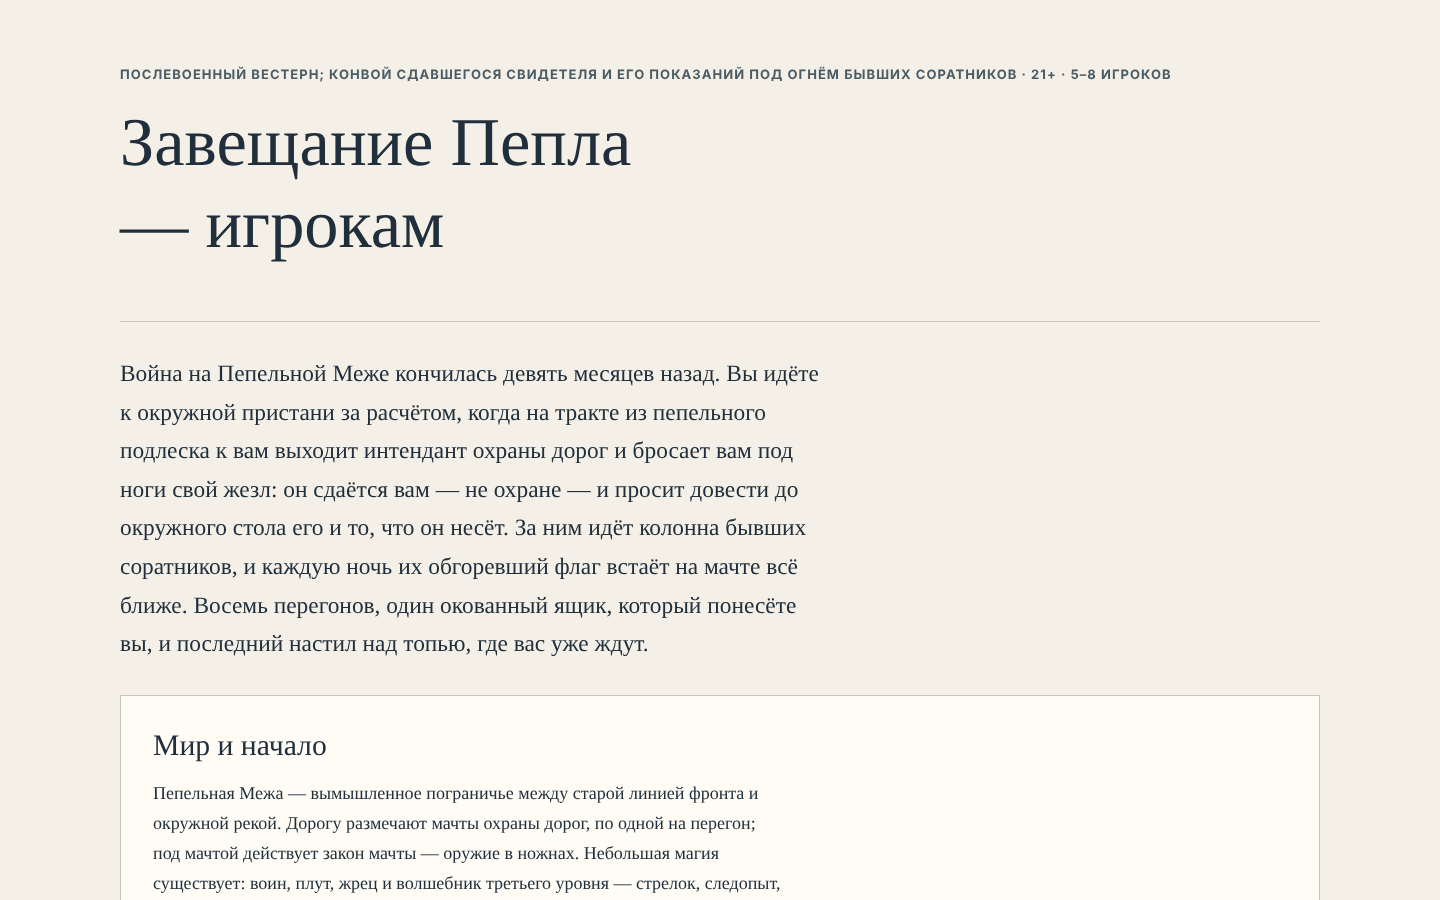 ПОСЛЕВОЕННЫЙ ВЕСТЕРН; КОНВОЙ СДАВШЕГОСЯ СВИДЕТЕЛЯ И ЕГО ПОКАЗАНИЙ ПОД ОГНЁМ БЫВШИХ СОРАТНИКОВ · 21+ · 5–8 ИГРОКОВ
Завещание Пепла
— игрокам
Война на Пепельной Меже кончилась девять месяцев назад. Вы идёте
к окружной пристани за расчётом, когда на тракте из пепельного
подлеска к вам выходит интендант охраны дорог и бросает вам под
ноги свой жезл: он сдаётся вам — не охране — и просит довести до
окружного стола его и то, что он несёт. За ним идёт колонна бывших
соратников, и каждую ночь их обгоревший флаг встаёт на мачте всё
ближе. Восемь перегонов, один окованный ящик, который понесёте
вы, и последний настил над топью, где вас уже ждут.
Мир и начало
Пепельная Межа — вымышленное пограничье между старой линией фронта и
окружной рекой. Дорогу размечают мачты охраны дорог, по одной на перегон;
под мачтой действует закон мачты — оружие в ножнах. Небольшая магия
существует: воин, плут, жрец и волшебник третьего уровня — стрелок, следопыт,